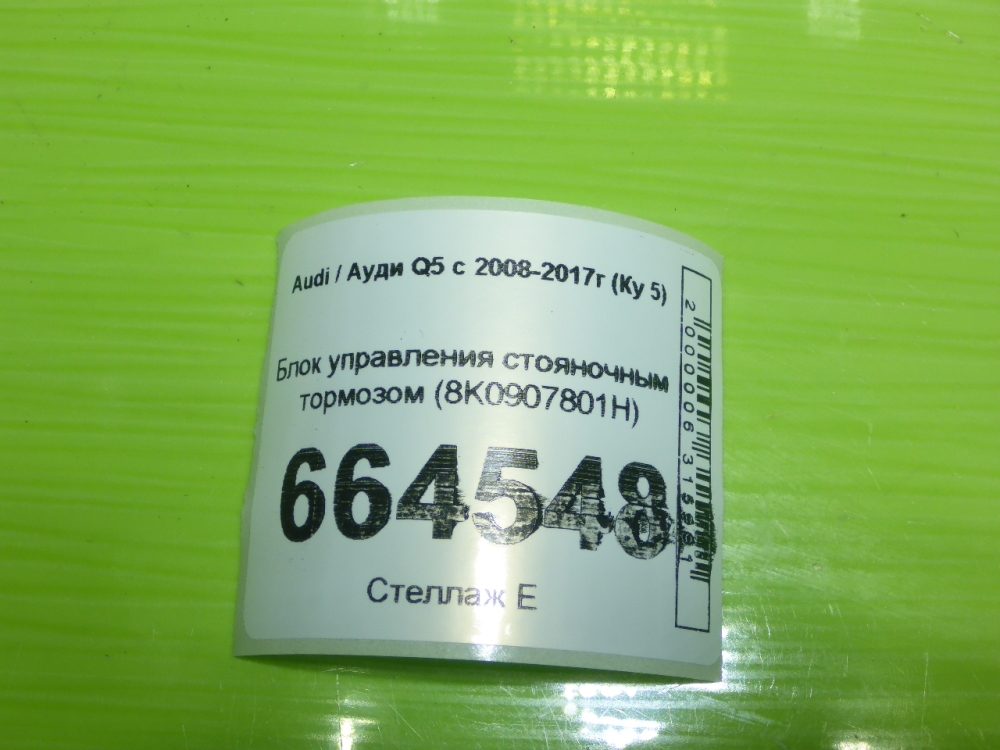 Audi / Ауди Q5 с 2008-2017г (Ку 5)
Блок управления стояночным
тормозом (8K0907801H)
664548
Стеллаж Е